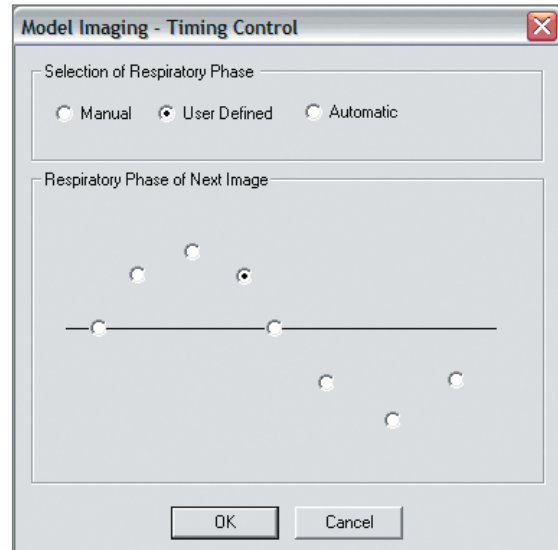 Model Imaging - Timing Control
Selection of Respiratory Phase
Manual User Defined Automatic
Respiratory Phase of Next Image
OK Cancel